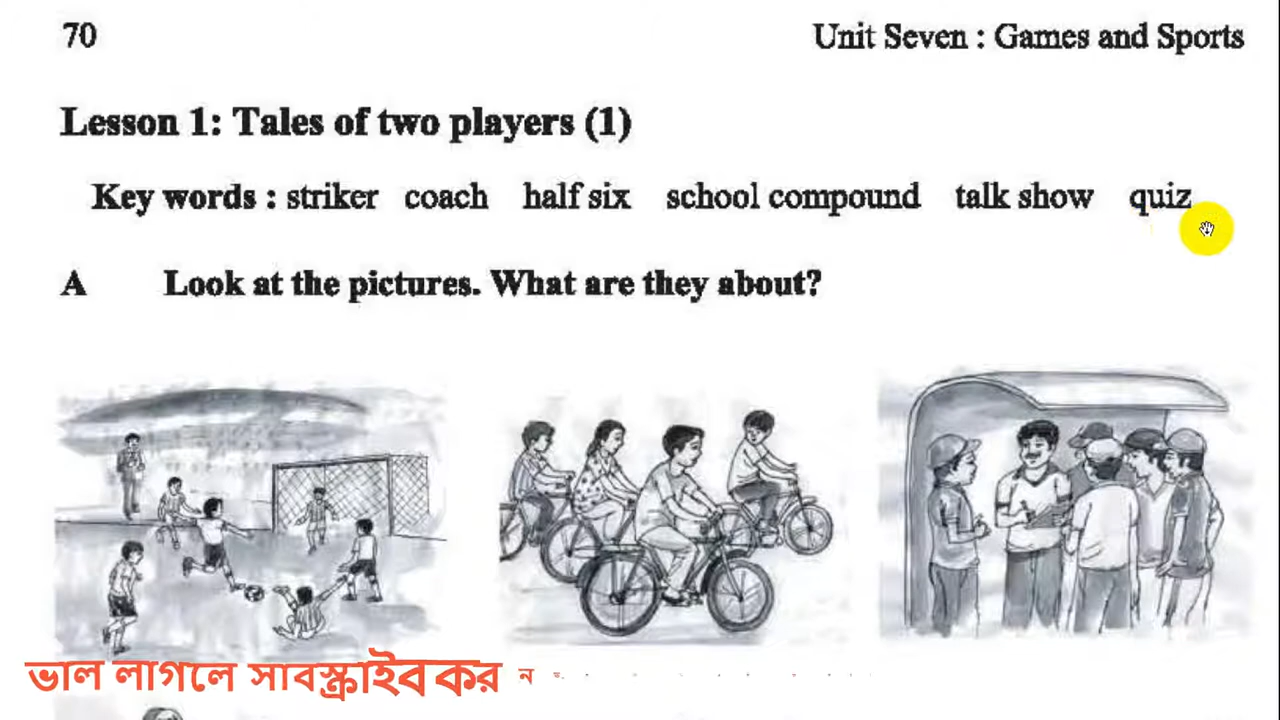 70
Unit Seven : Games and Sports
Lesson 1: Tales of two players (1)
Key words : striker coach half six school compound talk show quiz
A Look at the pictures. What are they about?
ভাল লাগলে সাবস্ক্রাইব কর ন